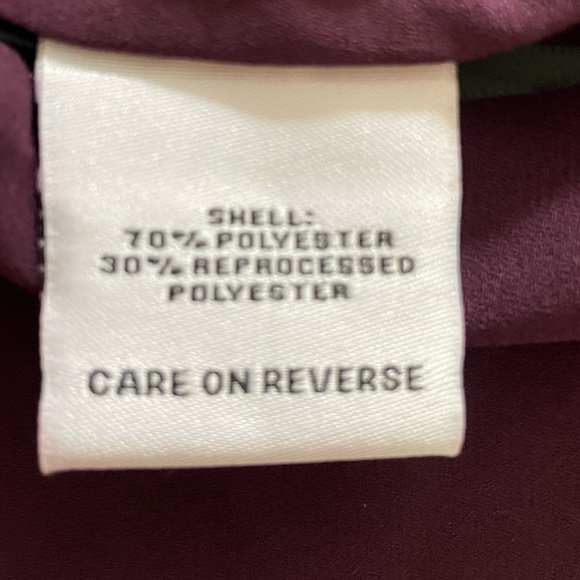 SHELL:
70% POLYESTER
30% REPROCESSED
POLYESTER
CARE ON REVERSE